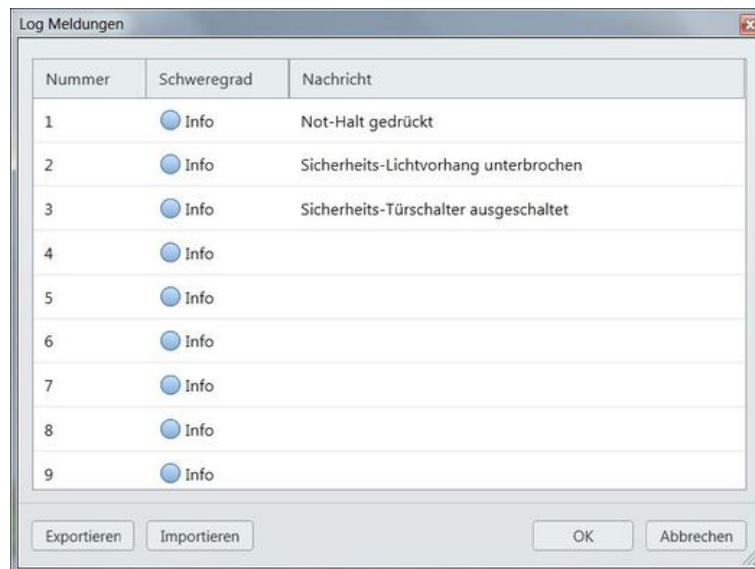 Log Meldungen
Nummer Schweregrad Nachricht
1 Info Not-Halt gedrückt
2 Info Sicherheits-Lichtvorhang unterbrochen
3 Info Sicherheits-Türschalter ausgeschaltet
4 Info
5 Info
6 Info
7 Info
8 Info
9 Info
Exportieren Importieren OK Abbrechen